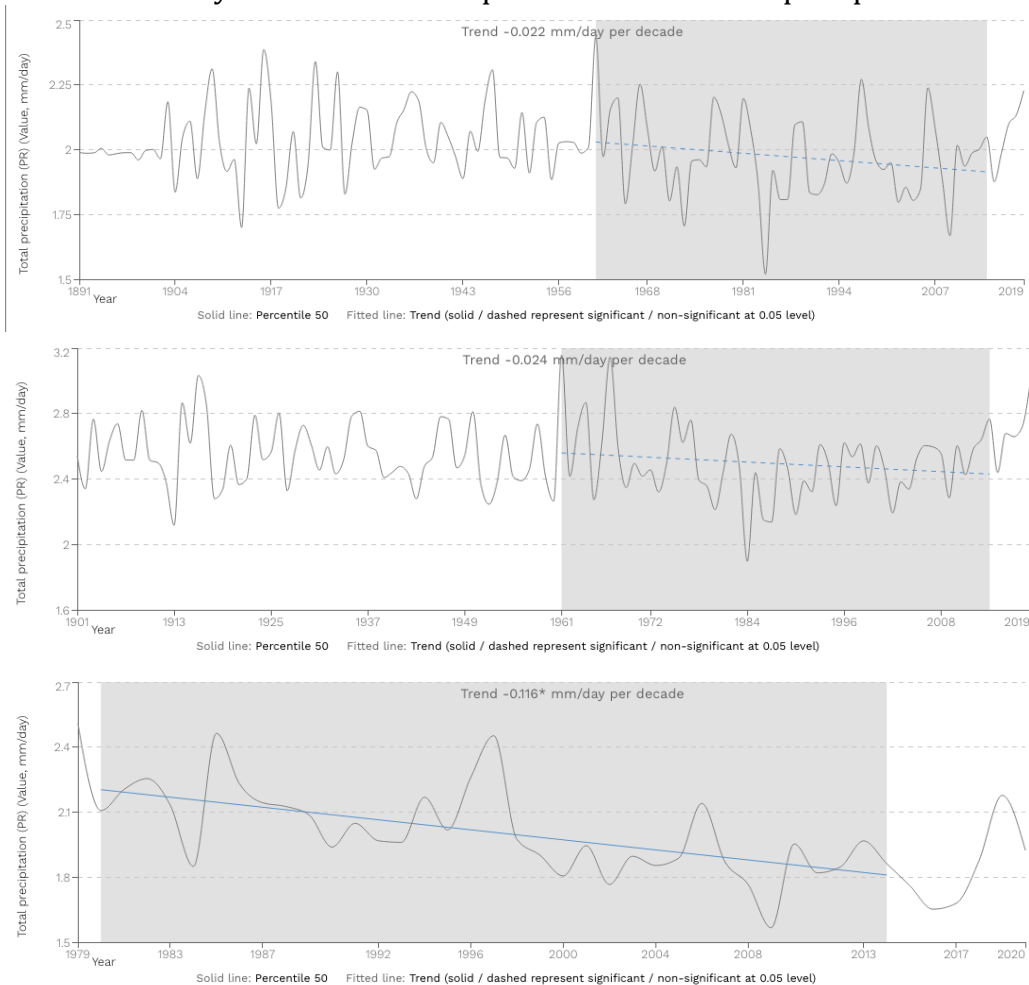 Trend -0.022 mm/day per decade
Total precipitation (PR) (Value, mm/day)
2.5
2.25
2
1.75
1.5
1891 1904 1917 1930 1943 1956 1968 1981 1994 2007 2019
Year
Solid line: Percentile 50 Fitted line: Trend (solid / dashed represent significant / non-significant at 0.05 level)
Trend -0.024 mm/day per decade
Total precipitation (PR) (Value, mm/day)
3.2
2.8
2.4
2
1.6
1901 1913 1925 1937 1949 1961 1972 1984 1996 2008 2019
Year
Solid line: Percentile 50 Fitted line: Trend (solid / dashed represent significant / non-significant at 0.05 level)
Trend -0.116* mm/day per decade
Total precipitation (PR) (Value, mm/day)
2.7
2.4
2.1
1.8
1.5
1979 1983 1987 1992 1996 2000 2004 2008 2013 2017 2020
Year
Solid line: Percentile 50 Fitted line: Trend (solid / dashed represent significant / non-significant at 0.05 level)